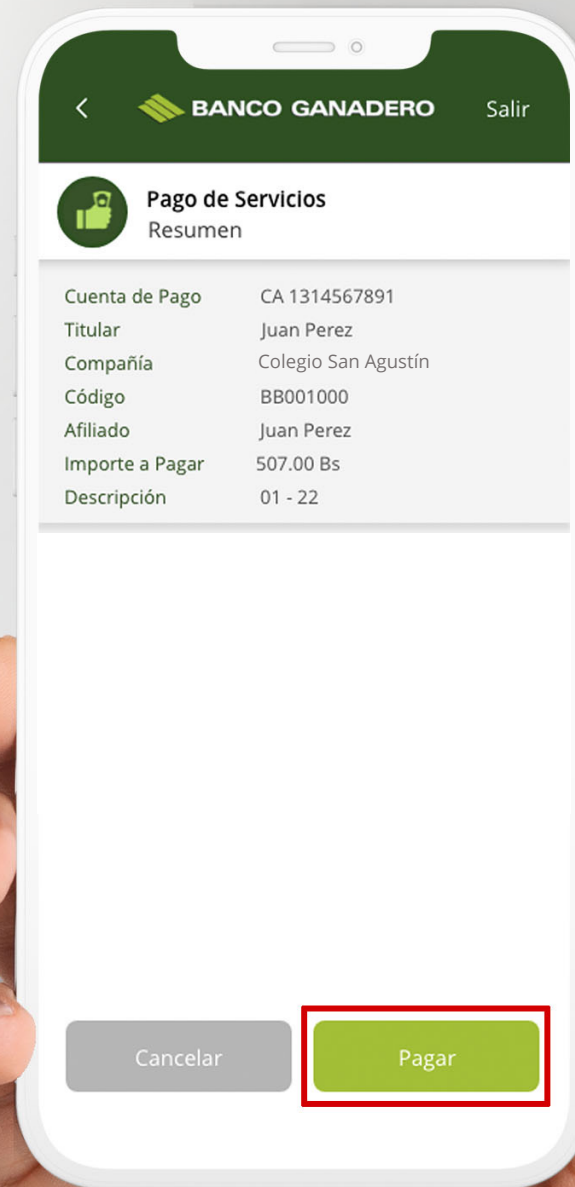 BANCO GANADERO Salir
Pago de Servicios
Resumen
Cuenta de Pago CA 1314567891
Titular Juan Perez
Compañía Colegio San Agustín
Código BB001000
Afiliado Juan Perez
Importe a Pagar 507.00 Bs
Descripción 01 - 22
Cancelar Pagar